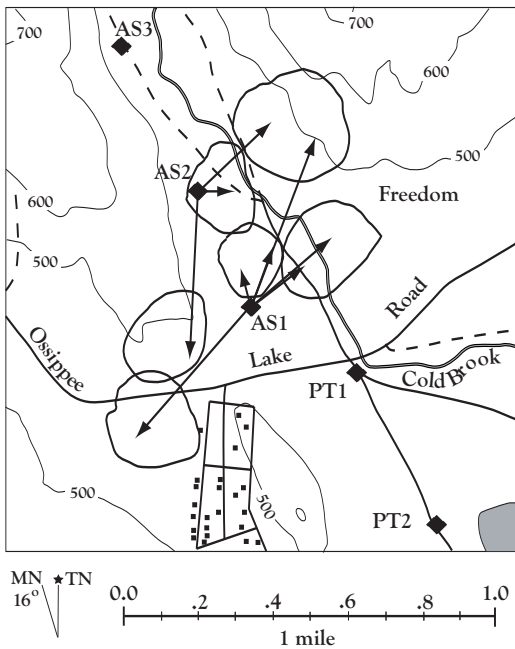 700
AS3
700
600
500
AS2
Freedom
600
500
AS1
Road
Ossippee
Lake
PT1
Cold Brook
500
500
PT2
MN ★ TN
16°
0.0 .2 .4 .6 .8 1.0
1 mile